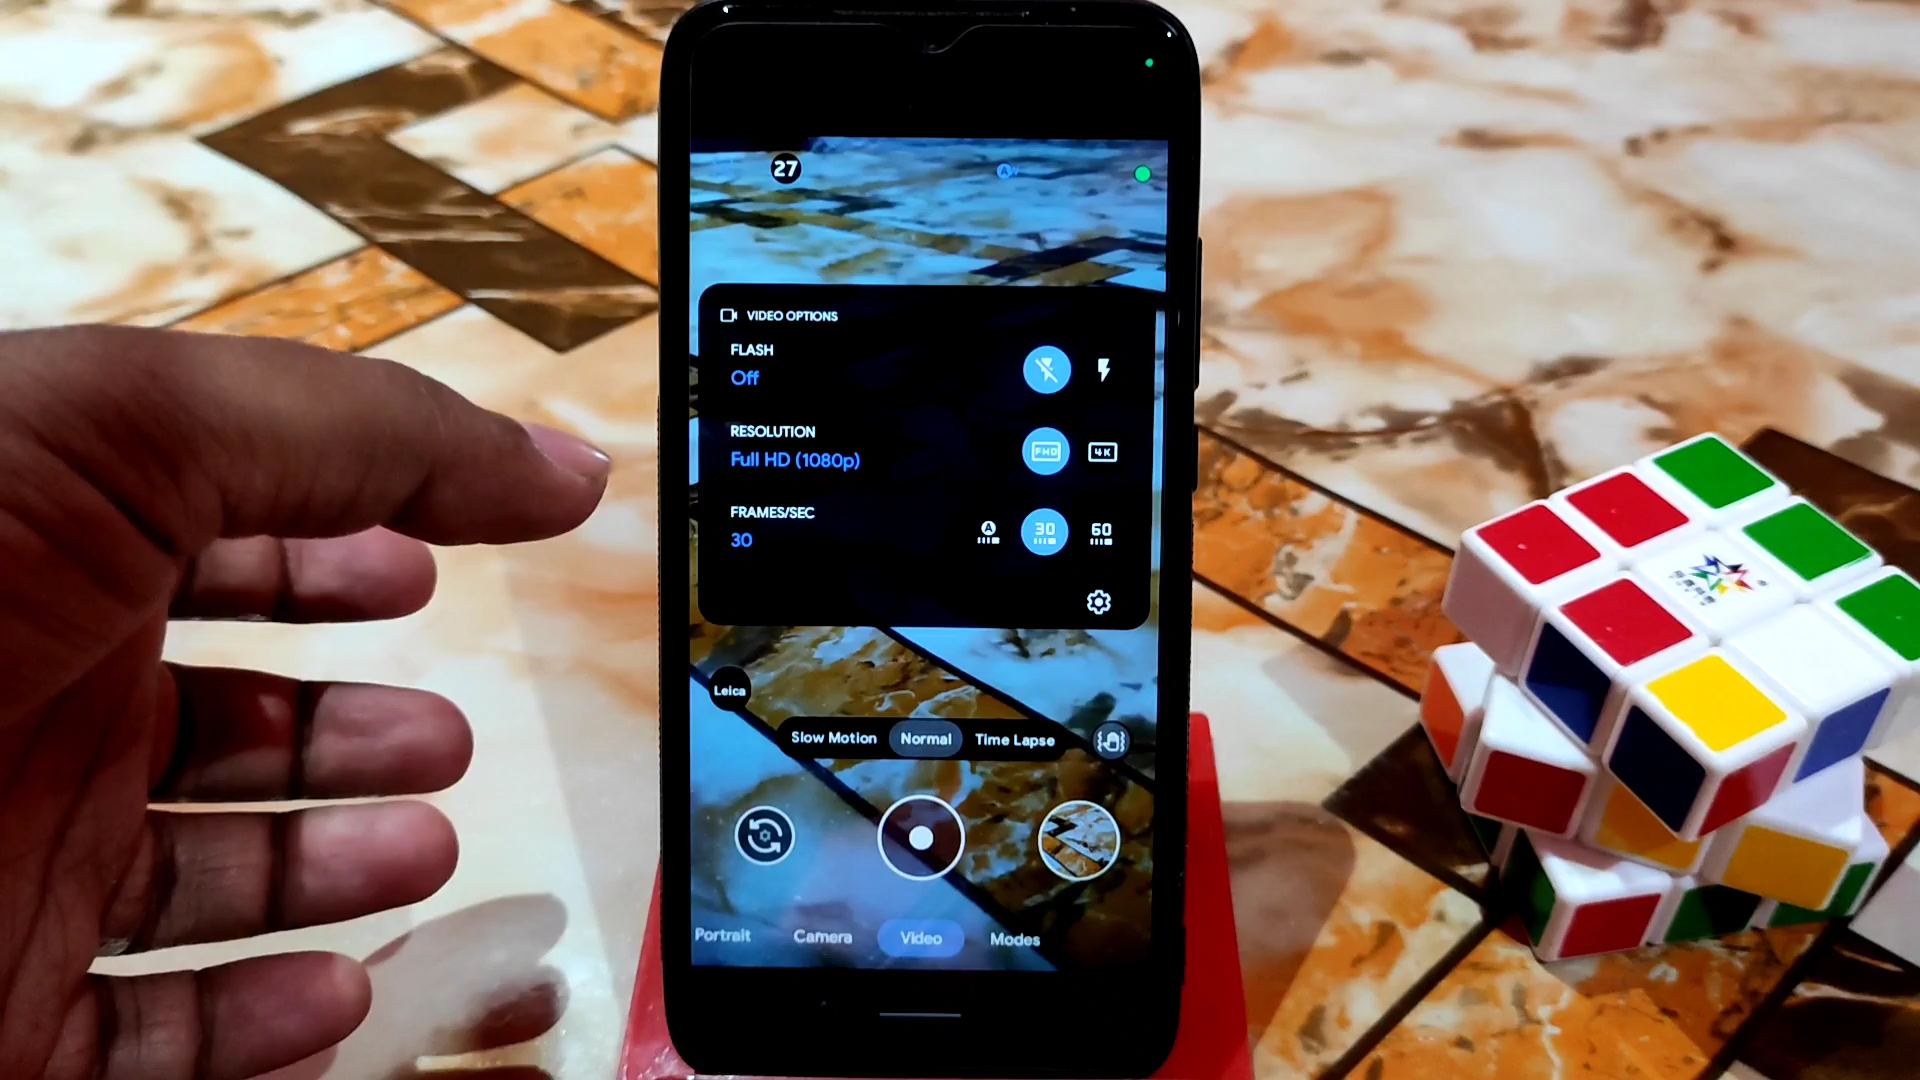 27
VIDEO OPTIONS
FLASH
Off
RESOLUTION
Full HD (1080p)
FHD
4K
FRAMES/SEC
30
A
30
60
Leica
Slow Motion
Normal
Time Lapse
Portrait
Camera
Video
Modes